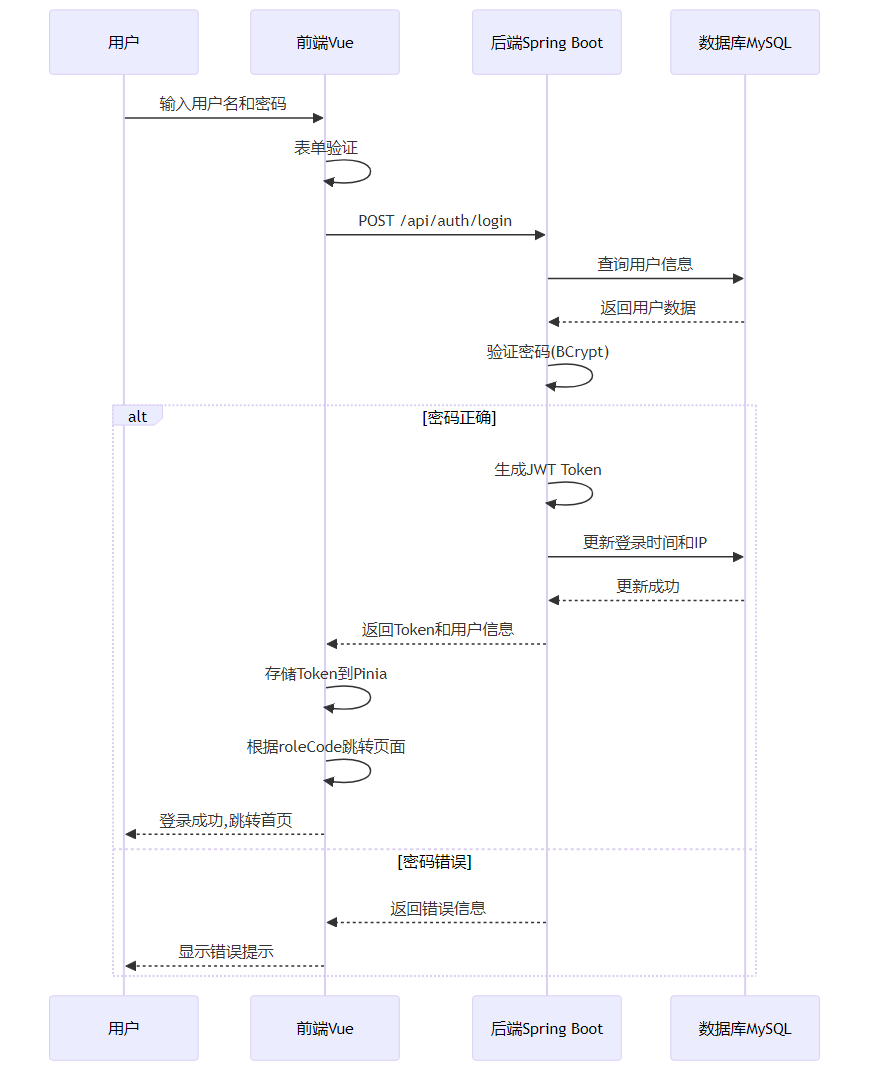 用户
前端Vue
后端Spring Boot
数据库MySQL
输入用户名和密码
表单验证
POST /api/auth/login
查询用户信息
返回用户数据
验证密码(BCrypt)
alt
[密码正确]
生成JWT Token
更新登录时间和IP
更新成功
返回Token和用户信息
存储Token到Pinia
根据roleCode跳转页面
登录成功,跳转首页
[密码错误]
返回错误信息
显示错误提示
用户
前端Vue
后端Spring Boot
数据库MySQL